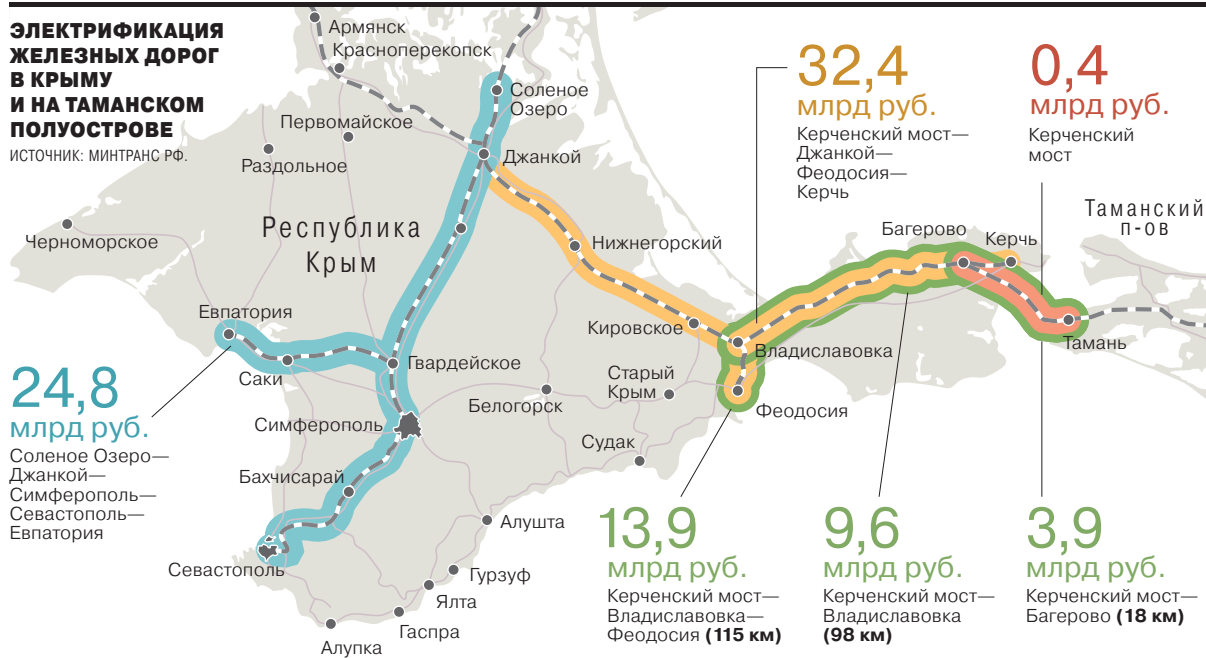 ЭЛЕКТРИФИКАЦИЯ
ЖЕЛЕЗНЫХ ДОРОГ
В КРЫМУ
И НА ТАМАНСКОМ
ПОЛУОСТРОВЕ
ИСТОЧНИК: МИНТРАНС РФ.
Армянск
Красноперекопск
Соленое
Озеро
Первомайское
Раздольное
Джанкой
Черноморское
Республика
Крым
Нижнегорский
Евпатория
Саки
Гвардейское
Кировское
Владиславовка
Старый
Крым
Феодосия
Белогорск
Симферополь
Судак
Бахчисарай
Севастополь
Алушта
Гурзуф
Ялта
Гаспра
Алупка
Багерово
Керчь
Таманский
п-ов
Тамань
32,4
млрд руб.
Керченский мост—
Джанкой—
Феодосия—
Керчь
0,4
млрд руб.
Керченский
мост
24,8
млрд руб.
Соленое Озеро—
Джанкой—
Симферополь—
Севастополь—
Евпатория
13,9
млрд руб.
Керченский мост—
Владиславовка—
Феодосия (115 км)
9,6
млрд руб.
Керченский мост—
Владиславовка
(98 км)
3,9
млрд руб.
Керченский мост—
Багерово (18 км)